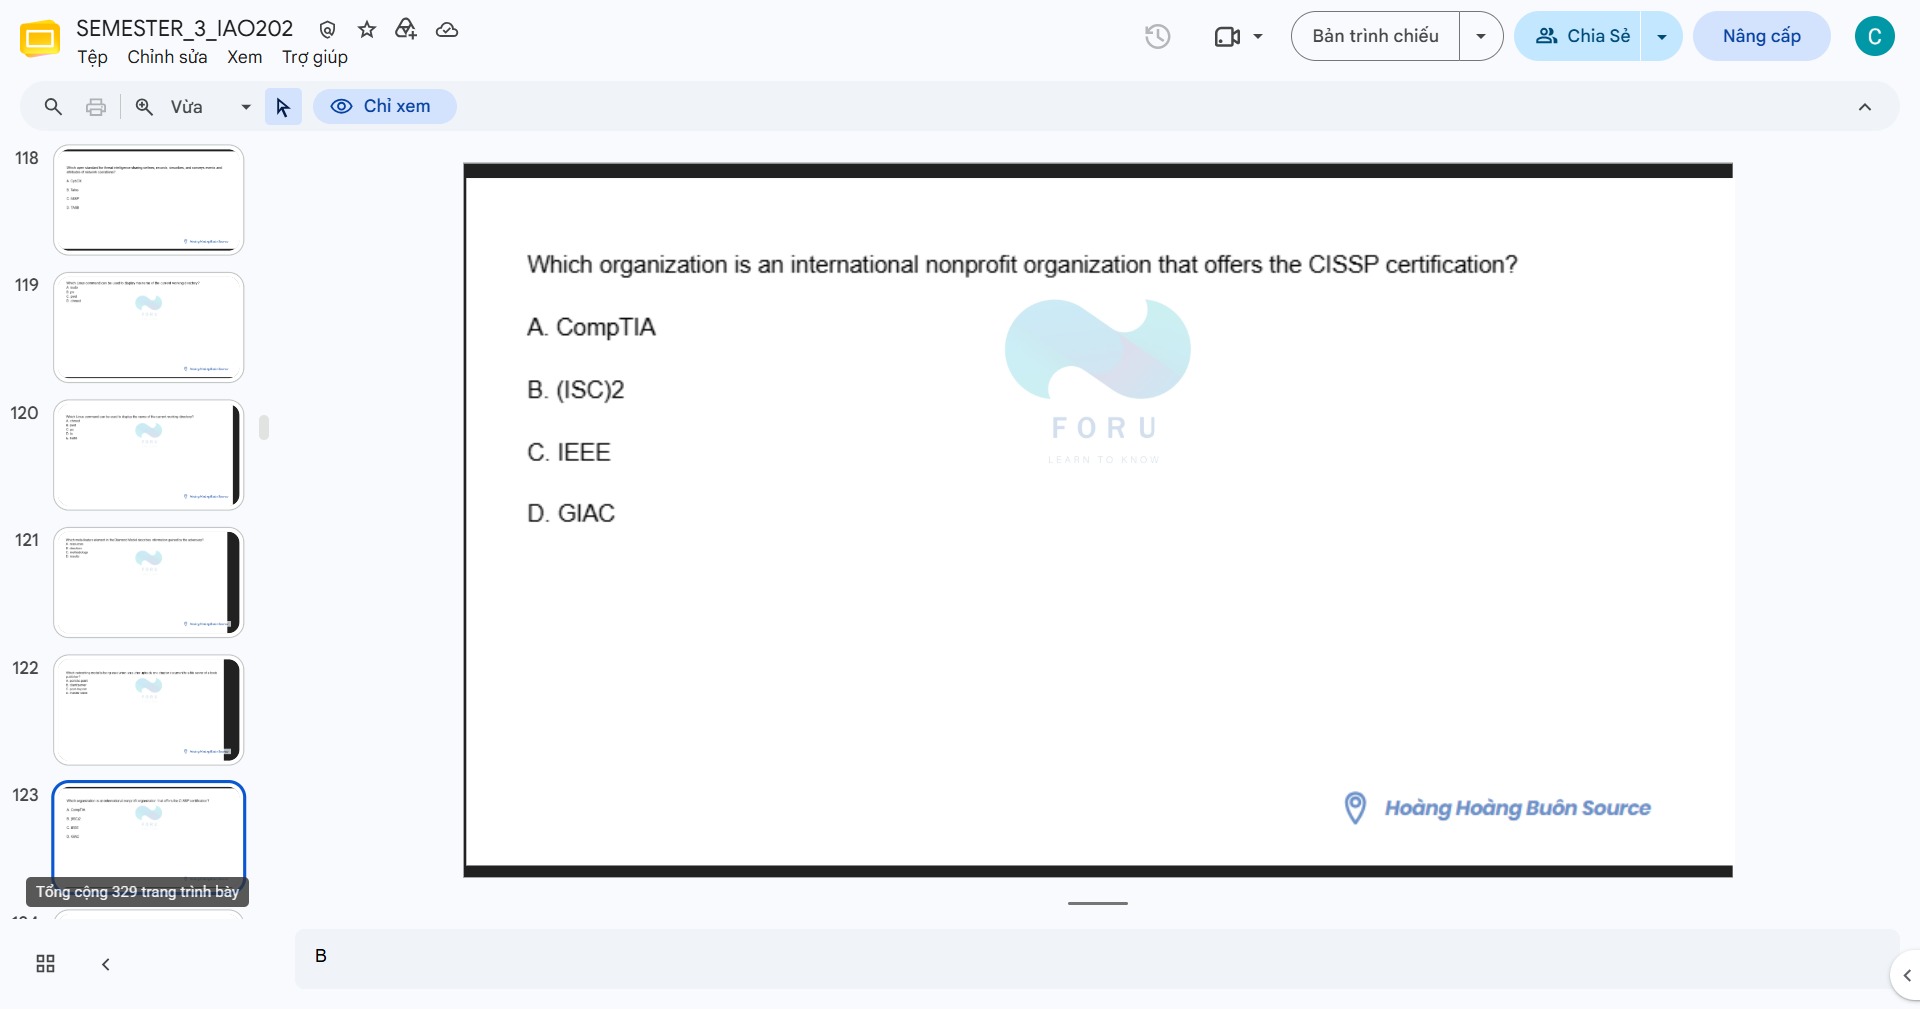 SEMESTER_3_IAO202
Tệp Chỉnh sửa Xem Trợ giúp
Bản trình chiếu
Chia Sẻ
Nâng cấp
C
Vừa
Chỉ xem
118
119
120
121
122
123
Tổng cộng 329 trang trình bày
Which organization is an international nonprofit organization that offers the CISSP certification?
A. CompTIA
B. (ISC)2
C. IEEE
D. GIAC
FORU
LEARN TO KNOW
Hoàng Hoàng Buôn Source
B